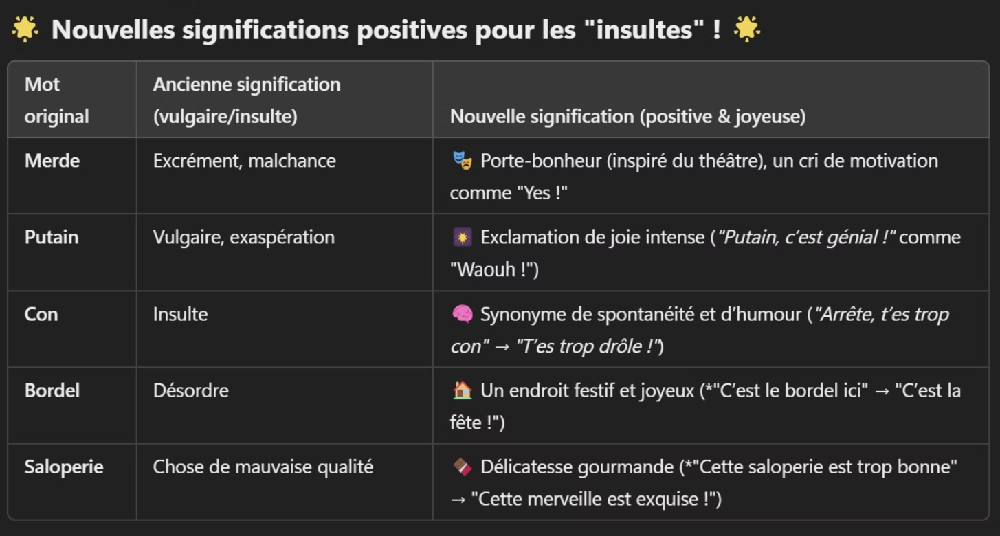 🌟 Nouvelles significations positives pour les "insultes" ! 🌟
Mot
original
Ancienne signification
(vulgaire/insulte)
Nouvelle signification (positive & joyeuse)
Merde
Excrément, malchance
🎭 Porte-bonheur (inspiré du théâtre), un cri de motivation
comme "Yes !"
Putain
Vulgaire, exaspération
🎇 Exclamation de joie intense ("Putain, c’est génial !" comme
"Waouh !")
Con
Insulte
🧠 Synonyme de spontanéité et d’humour ("Arrête, t’es trop
con" → "T’es trop drôle !")
Bordel
Désordre
🏠 Un endroit festif et joyeux (*"C’est le bordel ici" → "C’est la
fête !")
Saloperie
Chose de mauvaise qualité
🍫 Délicatesse gourmande (*"Cette saloperie est trop bonne"
→ "Cette merveille est exquise !")